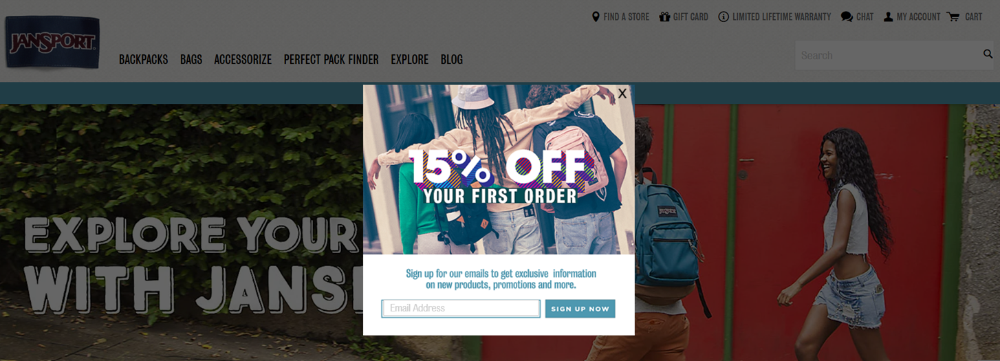 FIND A STORE
GIFT CARD
LIMITED LIFETIME WARRANTY
CHAT
MY ACCOUNT
CART
JANSPORT
BACKPACKS
BAGS
ACCESSORIZE
PERFECT PACK FINDER
EXPLORE
BLOG
Search
X
15% OFF
YOUR FIRST ORDER
EXPLORE YOUR
WITH JANS
JANSPORT
Sign up for our emails to get exclusive information
on new products, promotions and more.
Email Address
SIGN UP NOW